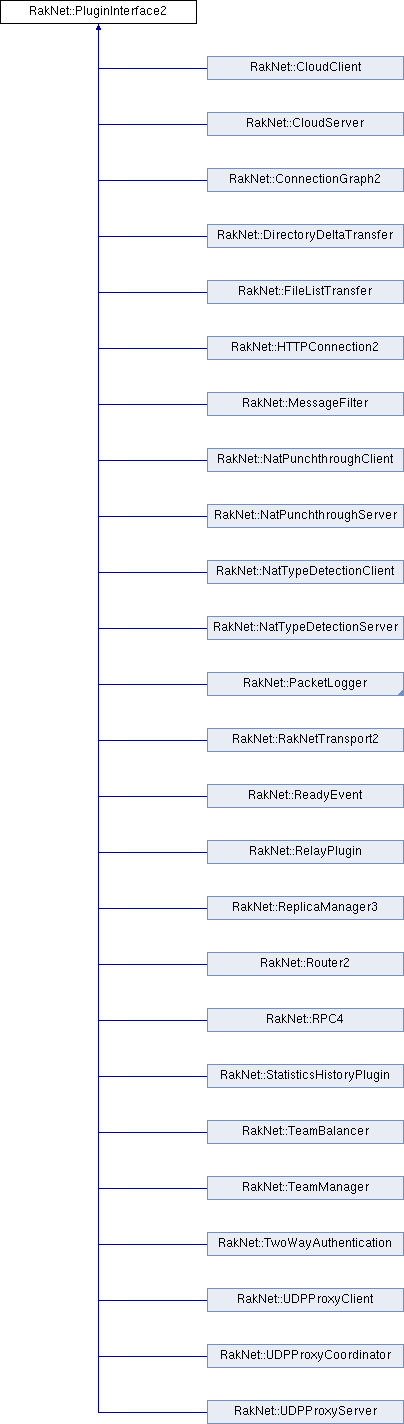 RakNet::PluginInterface2
RakNet::CloudClient
RakNet::CloudServer
RakNet::ConnectionGraph2
RakNet::DirectoryDeltaTransfer
RakNet::FileListTransfer
RakNet::HTTPConnection2
RakNet::MessageFilter
RakNet::NatPunchthroughClient
RakNet::NatPunchthroughServer
RakNet::NatTypeDetectionClient
RakNet::NatTypeDetectionServer
RakNet::PacketLogger
RakNet::RakNetTransport2
RakNet::ReadyEvent
RakNet::RelayPlugin
RakNet::ReplicaManager3
RakNet::Router2
RakNet::RPC4
RakNet::StatisticsHistoryPlugin
RakNet::TeamBalancer
RakNet::TeamManager
RakNet::TwoWayAuthentication
RakNet::UDPProxyClient
RakNet::UDPProxyCoordinator
RakNet::UDPProxyServer